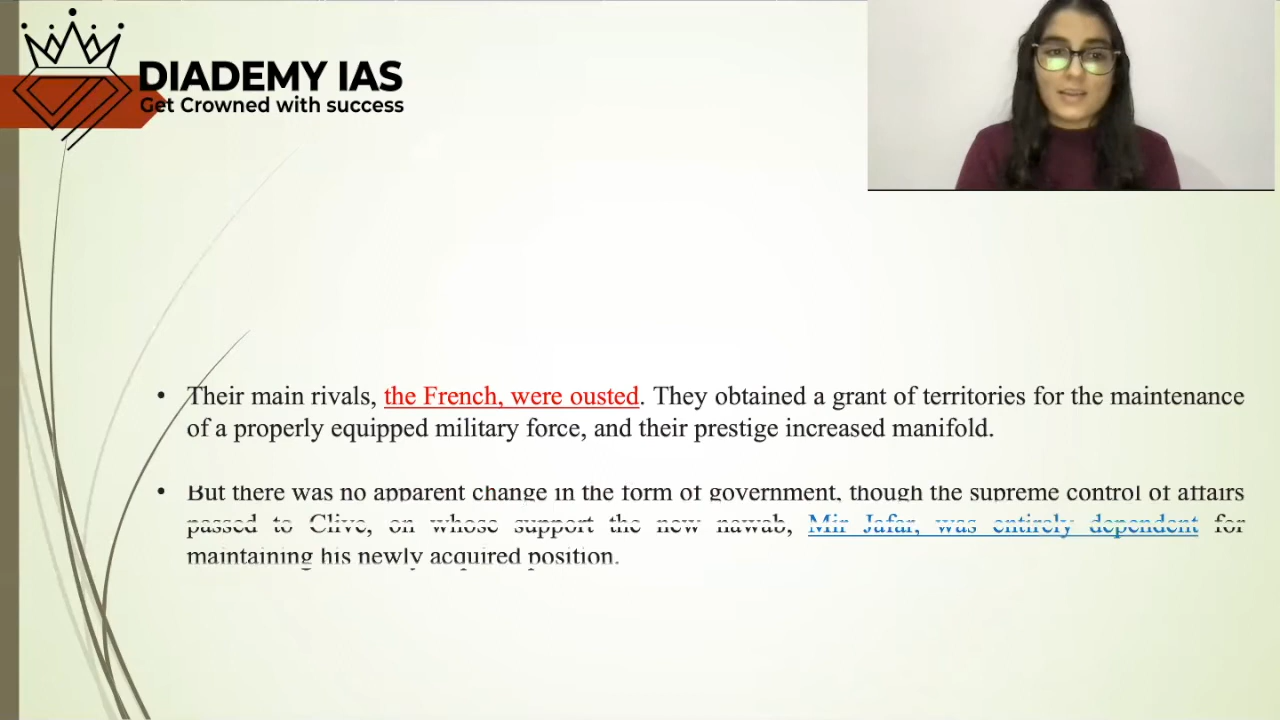 DIADEMY IAS
Get Crowned with success
• Their main rivals, the French, were ousted. They obtained a grant of territories for the maintenance
of a properly equipped military force, and their prestige increased manifold.
• But there was no apparent change in the form of government, though the supreme control of affairs
passed to Clive, on whose support the new nawab, Mir Jafar, was entirely dependent for
maintaining his newly acquired position.